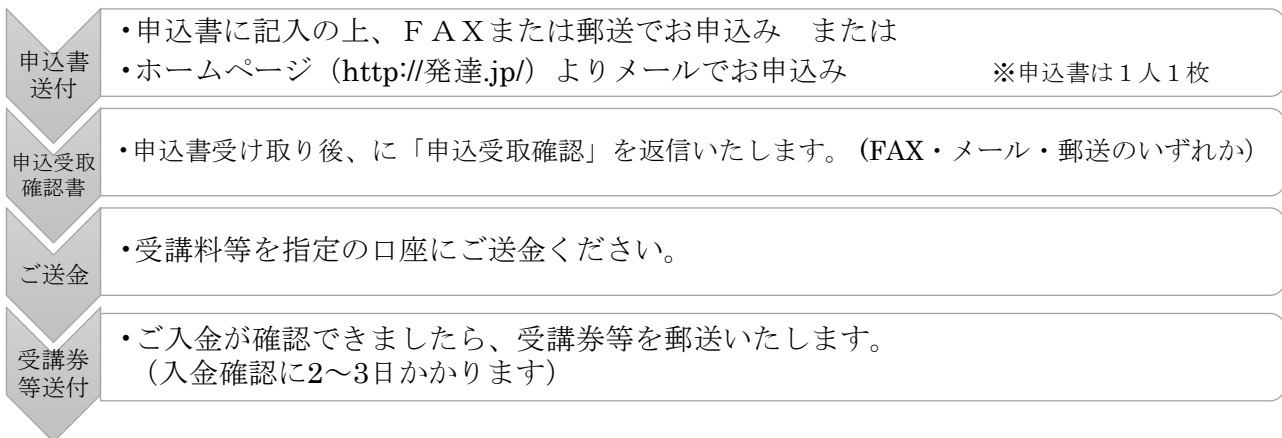 申込書
送付
・申込書に記入の上、ＦＡＸまたは郵送でお申込み　または
・ホームページ（http://発達.jp/）よりメールでお申込み　※申込書は１人１枚
申込受取
確認書
・申込書受け取り後、に「申込受取確認」を返信いたします。(FAX・メール・郵送のいずれか）
ご送金
・受講料等を指定の口座にご送金ください。
受講券
等送付
・ご入金が確認できましたら、受講券等を郵送いたします。
（入金確認に2～3日かかります）